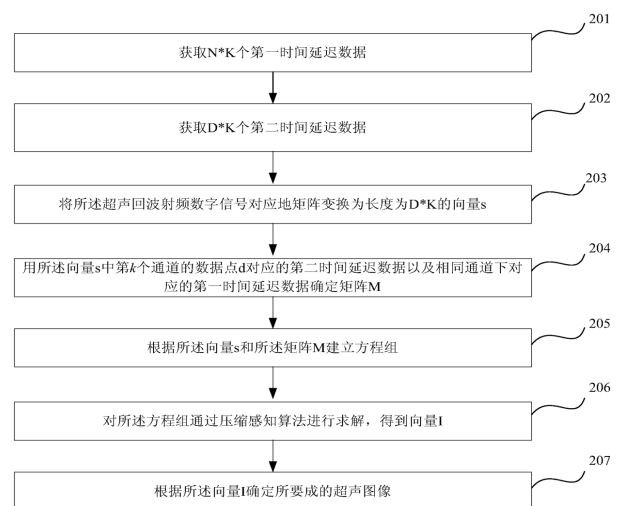 201
获取N*K个第一时间延迟数据
202
获取D*K个第二时间延迟数据
203
将所述超声回波射频数字信号对应地矩阵变换为长度为D*K的向量s
204
用所述向量s中第k个通道的数据点d对应的第二时间延迟数据以及相同通道下对
应的第一时间延迟数据确定矩阵M
205
根据所述向量s和所述矩阵M建立方程组
206
对所述方程组通过压缩感知算法进行求解，得到向量I
207
根据所述向量I确定所要成的超声图像